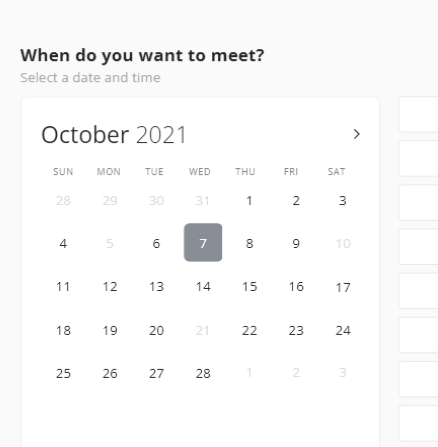 When do you want to meet?
Select a date and time
October 2021 >
SUN MON TUE WED THU FRI SAT
28 29 30 31 1 2 3
4 5 6 7 8 9 10
11 12 13 14 15 16 17
18 19 20 21 22 23 24
25 26 27 28 1 2 3